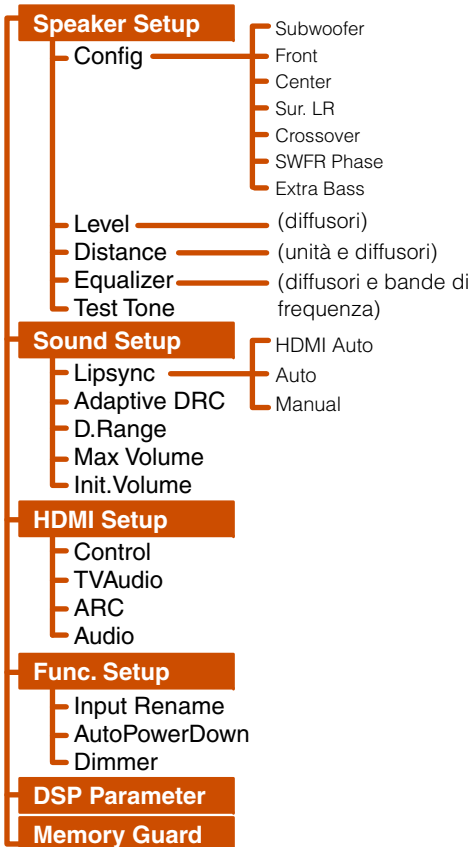 Speaker Setup
Config
Subwoofer
Front
Center
Sur. LR
Crossover
SWFR Phase
Extra Bass
Level
(diffusori)
Distance
(unità e diffusori)
Equalizer
(diffusori e bande di
frequenza)
Test Tone
Sound Setup
Lipsync
HDMI Auto
Auto
Manual
Adaptive DRC
D.Range
Max Volume
Init.Volume
HDMI Setup
Control
TVAudio
ARC
Audio
Func. Setup
Input Rename
AutoPowerDown
Dimmer
DSP Parameter
Memory Guard